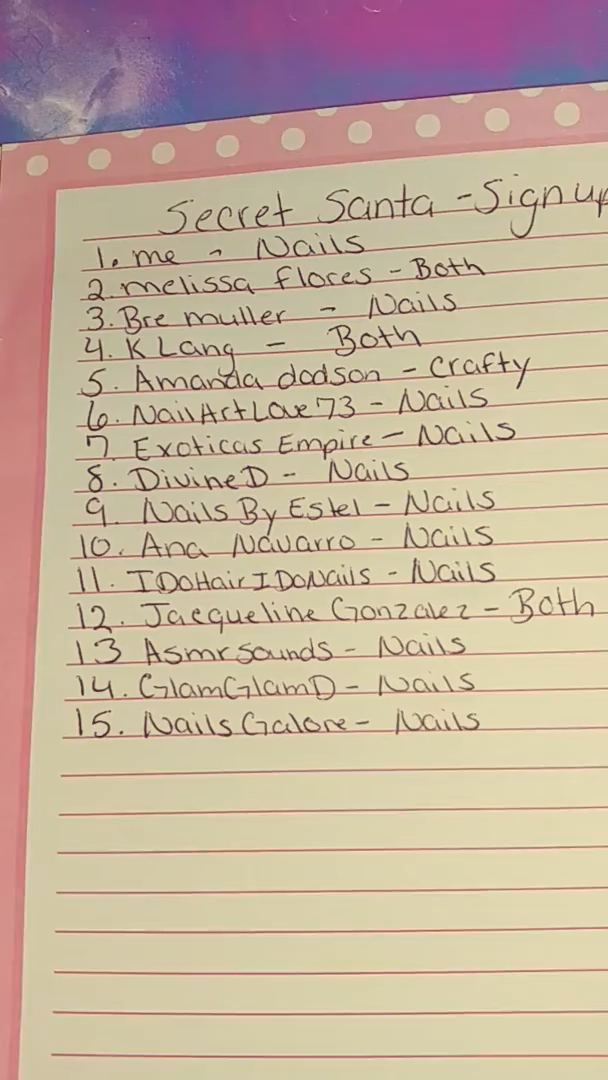 Secret Santa - Signup
1. me - Nails
2. melissa flores - Both
3. Bre muller - Nails
4. K Lang - Both
5. Amanda dodson - crafty
6. NailArtLove73 - Nails
7. Exoticas Empire - Nails
8. DivineD - Nails
9. Nails By Estel - Nails
10. Ana Navarro - Nails
11. IDoHairIDoNails - Nails
12. Jacqueline Gonzalez - Both
13 Asmrsounds - Nails
14. GlamGlamD - Nails
15. NailsGalore - Nails